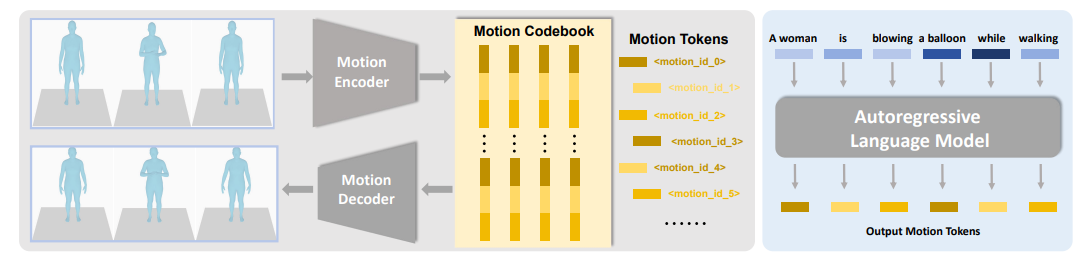 Motion
Encoder
Motion
Decoder
Motion Codebook
Motion Tokens
<motion_id_0>
<motion_id_1>
<motion_id_2>
<motion_id_3>
<motion_id_4>
<motion_id_5>
......
A woman is blowing a balloon while walking
Autoregressive
Language Model
Output Motion Tokens